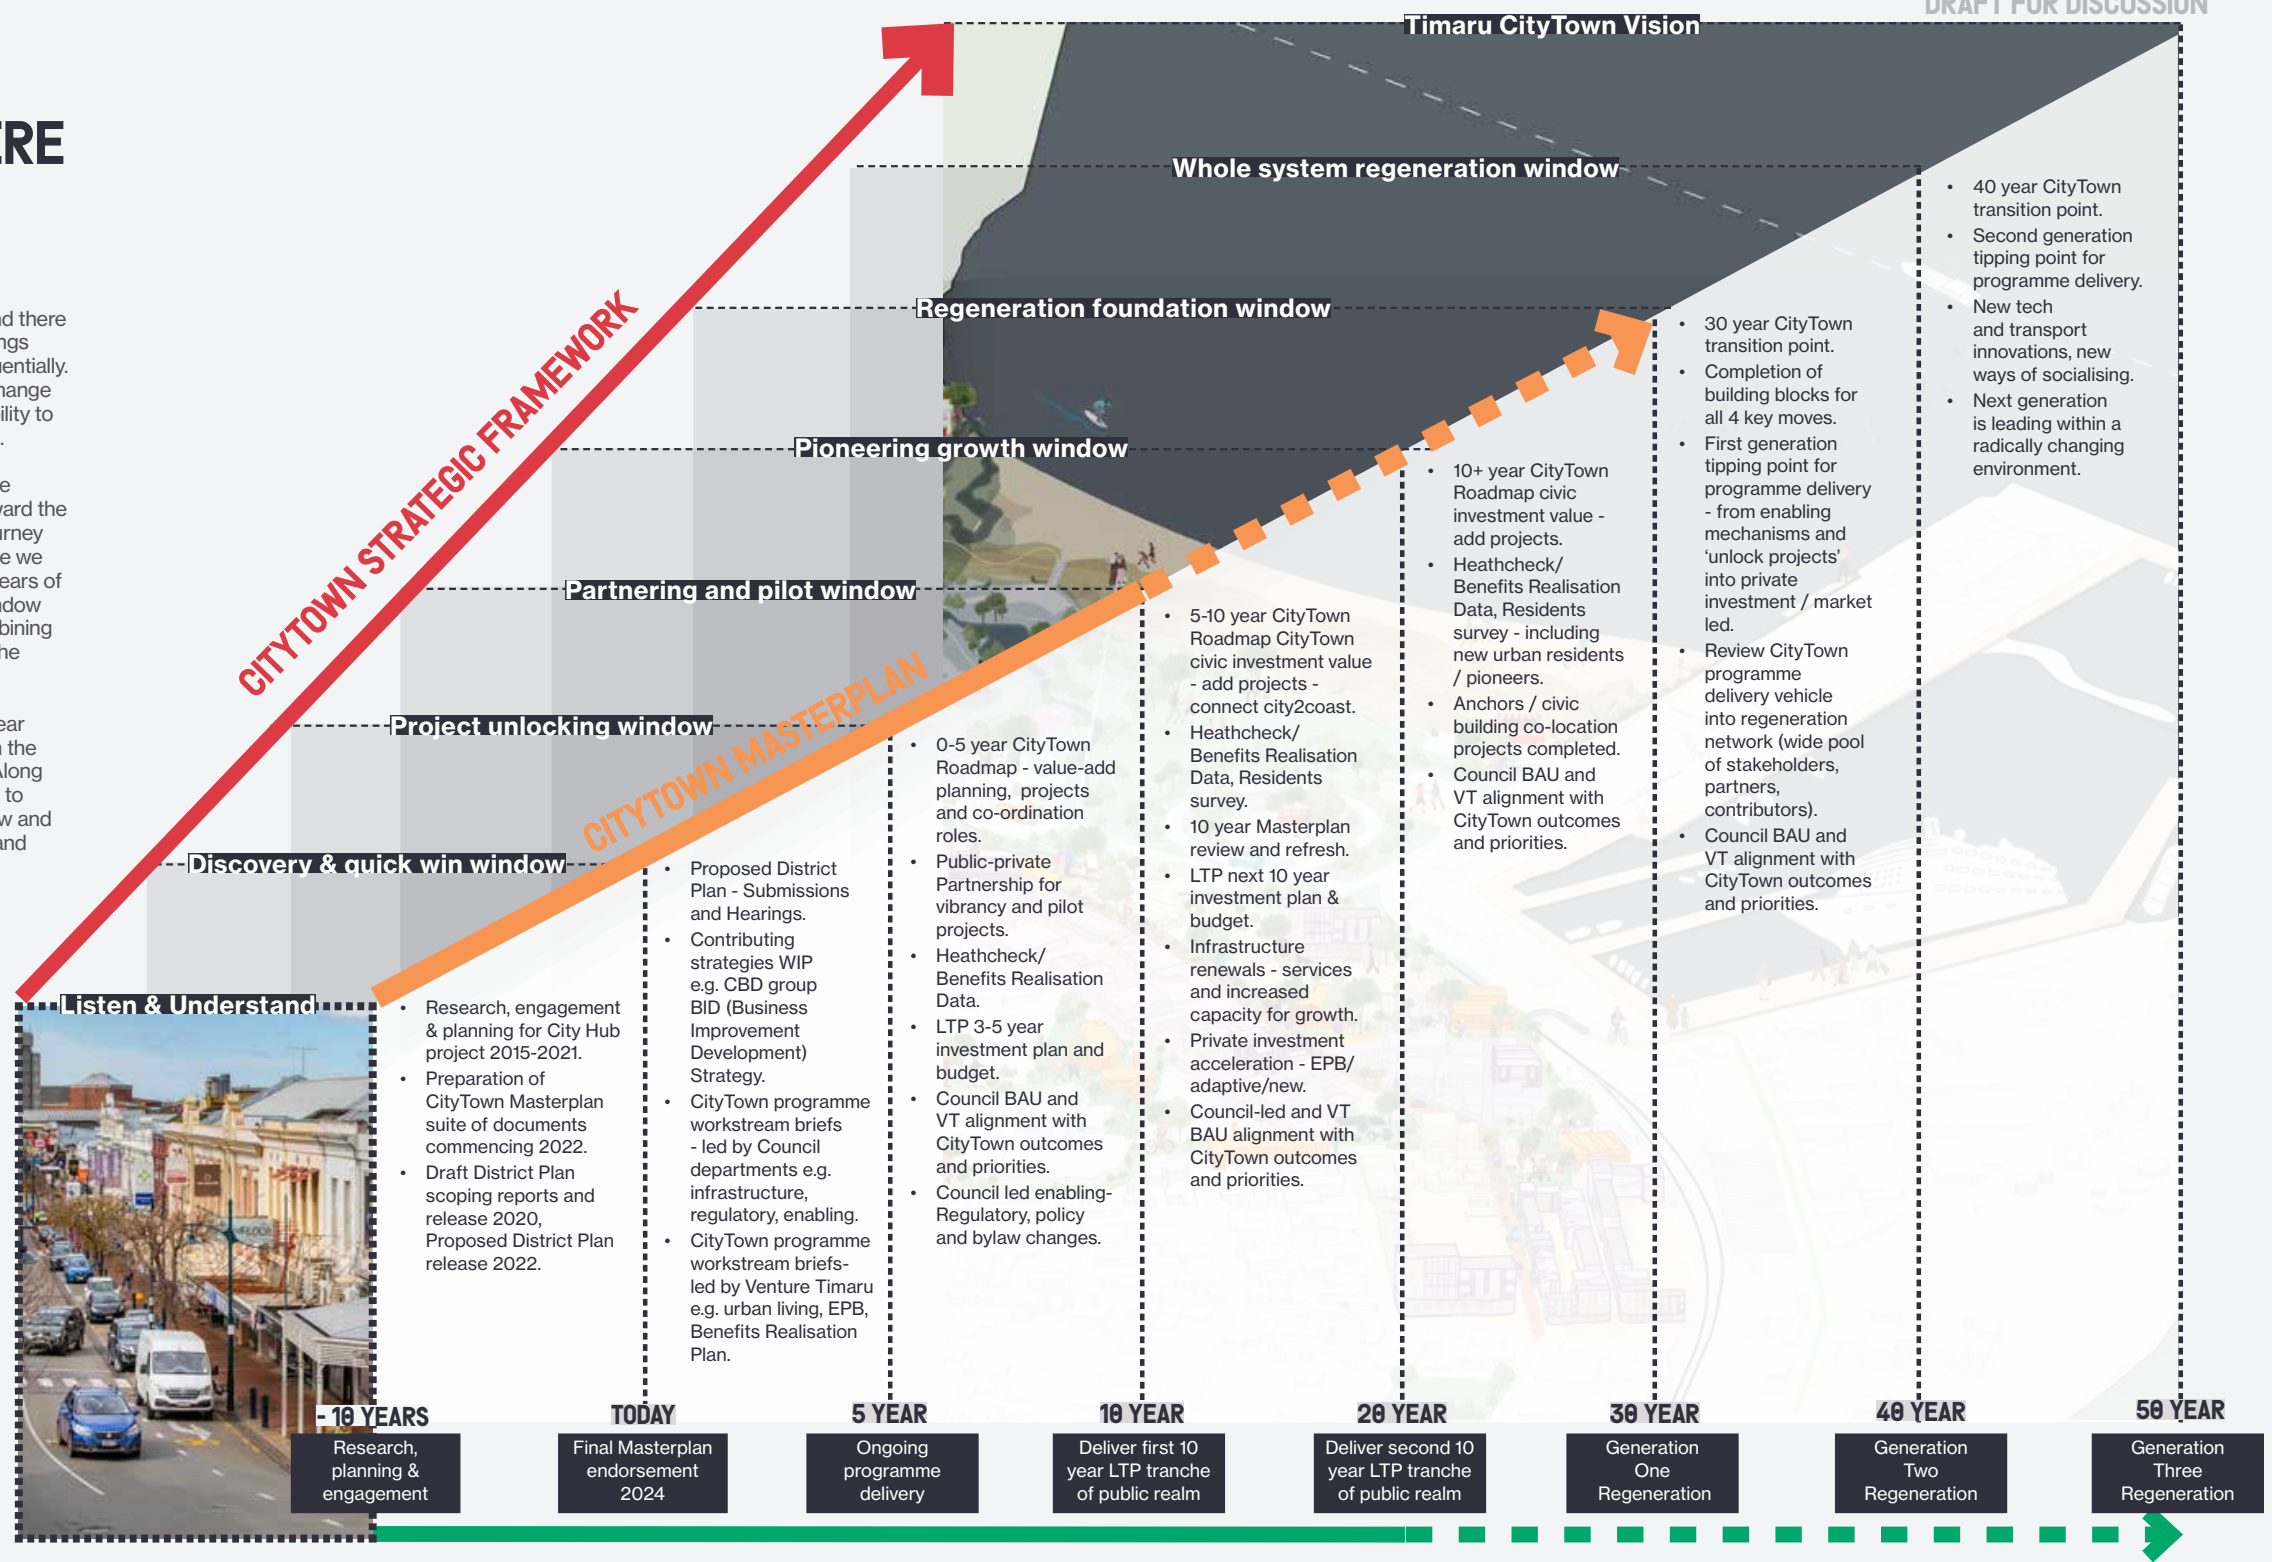 DRAFT FOR DISCUSSION
Timaru CityTown Vision
Whole system regeneration window
Regeneration foundation window
Pioneering growth window
Partnering and pilot window
Project unlocking window
Discovery & quick win window
Listen & Understand
CITYTOWN STRATEGIC FRAMEWORK
CITYTOWN MASTERPLAN
there
hange
ility to
ward the
e we
ears of
the
Along
to
and
• Research, engagement
& planning for City Hub
project 2015-2021.
• Preparation of
CityTown Masterplan
suite of documents
commencing 2022.
• Draft District Plan
scoping reports and
release 2020,
Proposed District Plan
release 2022.
• Proposed District
Plan - Submissions
and Hearings.
• Contributing
strategies WIP
e.g. CBD group
BID (Business
Improvement
Development)
Strategy.
• CityTown programme
workstream briefs
- led by Council
departments e.g.
infrastructure,
regulatory, enabling.
• CityTown programme
workstream briefs-
led by Venture Timaru
e.g. urban living, EPB,
Benefits Realisation
Plan.
• 0-5 year CityTown
Roadmap - value-add
planning, projects
and co-ordination
roles.
• Public-private
Partnership for
vibrancy and pilot
projects.
• Heathcheck/
Benefits Realisation
Data.
• LTP 3-5 year
investment plan and
budget.
• Council BAU and
VT alignment with
CityTown outcomes
and priorities.
• Council led enabling-
Regulatory, policy
and bylaw changes.
• 5-10 year CityTown
Roadmap CityTown
civic investment value
- add projects -
connect city2coast.
• Heathcheck/
Benefits Realisation
Data, Residents
survey.
• 10 year Masterplan
review and refresh.
• LTP next 10 year
investment plan &
budget.
• Infrastructure
renewals - services
and increased
capacity for growth.
• Private investment
acceleration - EPB/
adaptive/new.
• Council-led and VT
BAU alignment with
CityTown outcomes
and priorities.
• 10+ year CityTown
Roadmap civic
investment value -
add projects.
• Heathcheck/
Benefits Realisation
Data, Residents
survey - including
new urban residents
/ pioneers.
• Anchors / civic
building co-location
projects completed.
• Council BAU and
VT alignment with
CityTown outcomes
and priorities.
• 30 year CityTown
transition point.
• Completion of
building blocks for
all 4 key moves.
• First generation
tipping point for
programme delivery
- from enabling
mechanisms and
‘unlock projects’
into private
investment / market
led.
• Review CityTown
programme
delivery vehicle
into regeneration
network (wide pool
of stakeholders,
partners,
contributors).
• Council BAU and
VT alignment with
CityTown outcomes
and priorities.
• 40 year CityTown
transition point.
• Second generation
tipping point for
programme delivery.
• New tech
and transport
innovations, new
ways of socialising.
• Next generation
is leading within a
radically changing
environment.
- 10 YEARS
Research,
planning &
engagement
TODAY
Final Masterplan
endorsement
2024
5 YEAR
Ongoing
programme
delivery
10 YEAR
Deliver first 10
year LTP tranche
of public realm
20 YEAR
Deliver second 10
year LTP tranche
of public realm
30 YEAR
Generation
One
Regeneration
40 YEAR
Generation
Two
Regeneration
50 YEAR
Generation
Three
Regeneration